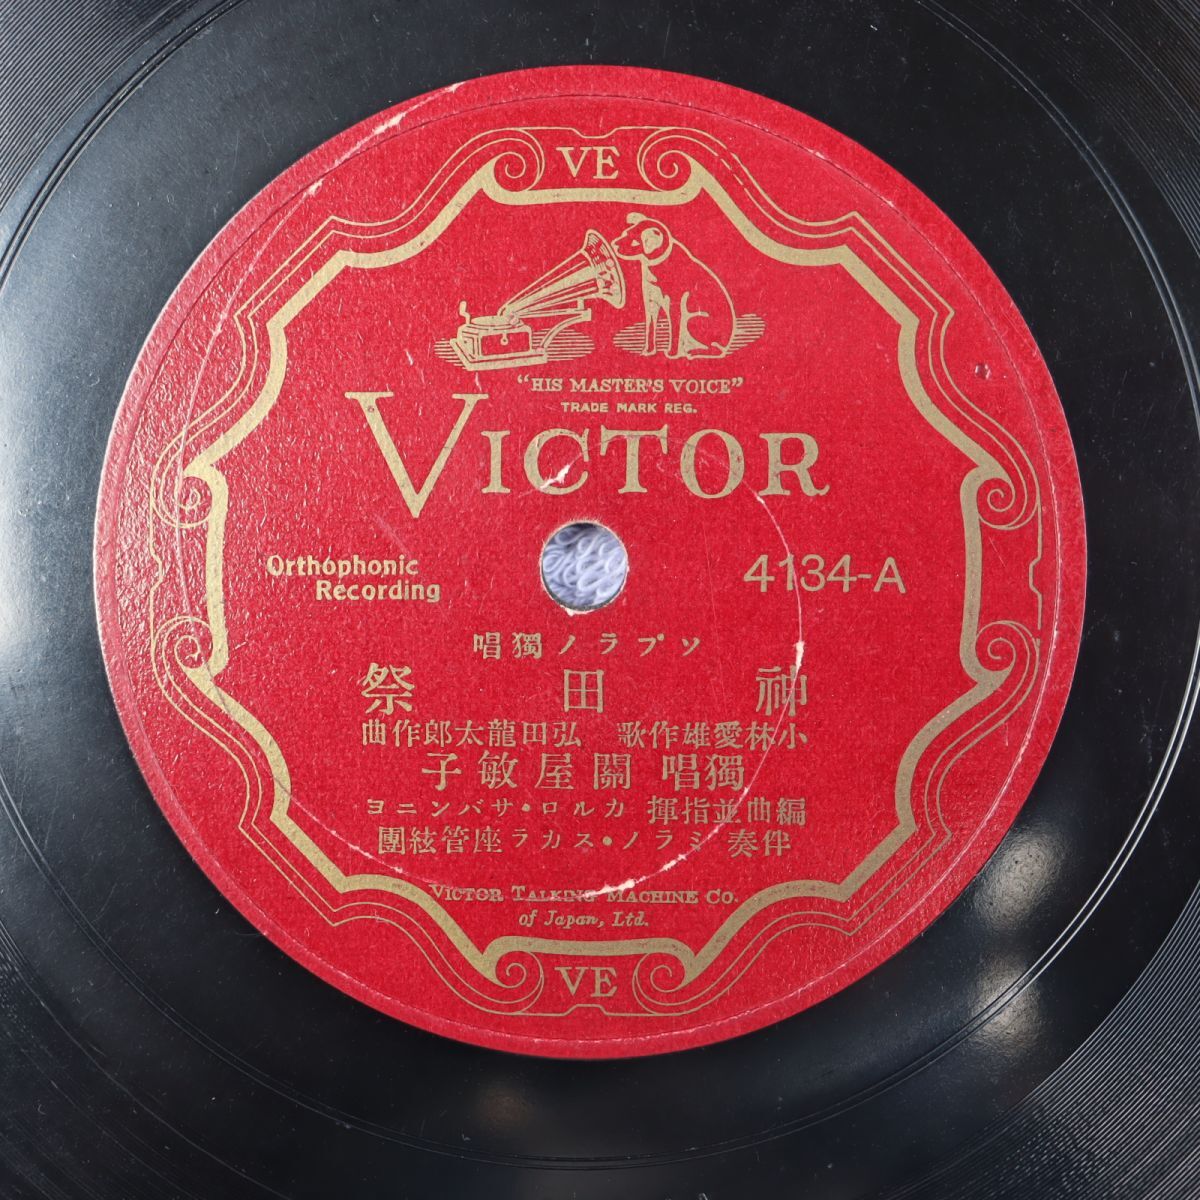 VE
"HIS MASTER'S VOICE"
TRADE MARK REG.
VICTOR
Orthophonic
Recording
4134-A
ソプラノ獨唱
神田祭
小林愛雄作歌 弘田龍太郎作曲
獨唱 關屋敏子
編曲並指揮 カルロ・サバンニヨ
伴奏 ミラノ・スカラ座管絃團
VICTOR TALKING MACHINE CO.
of Japan, Ltd.
VE